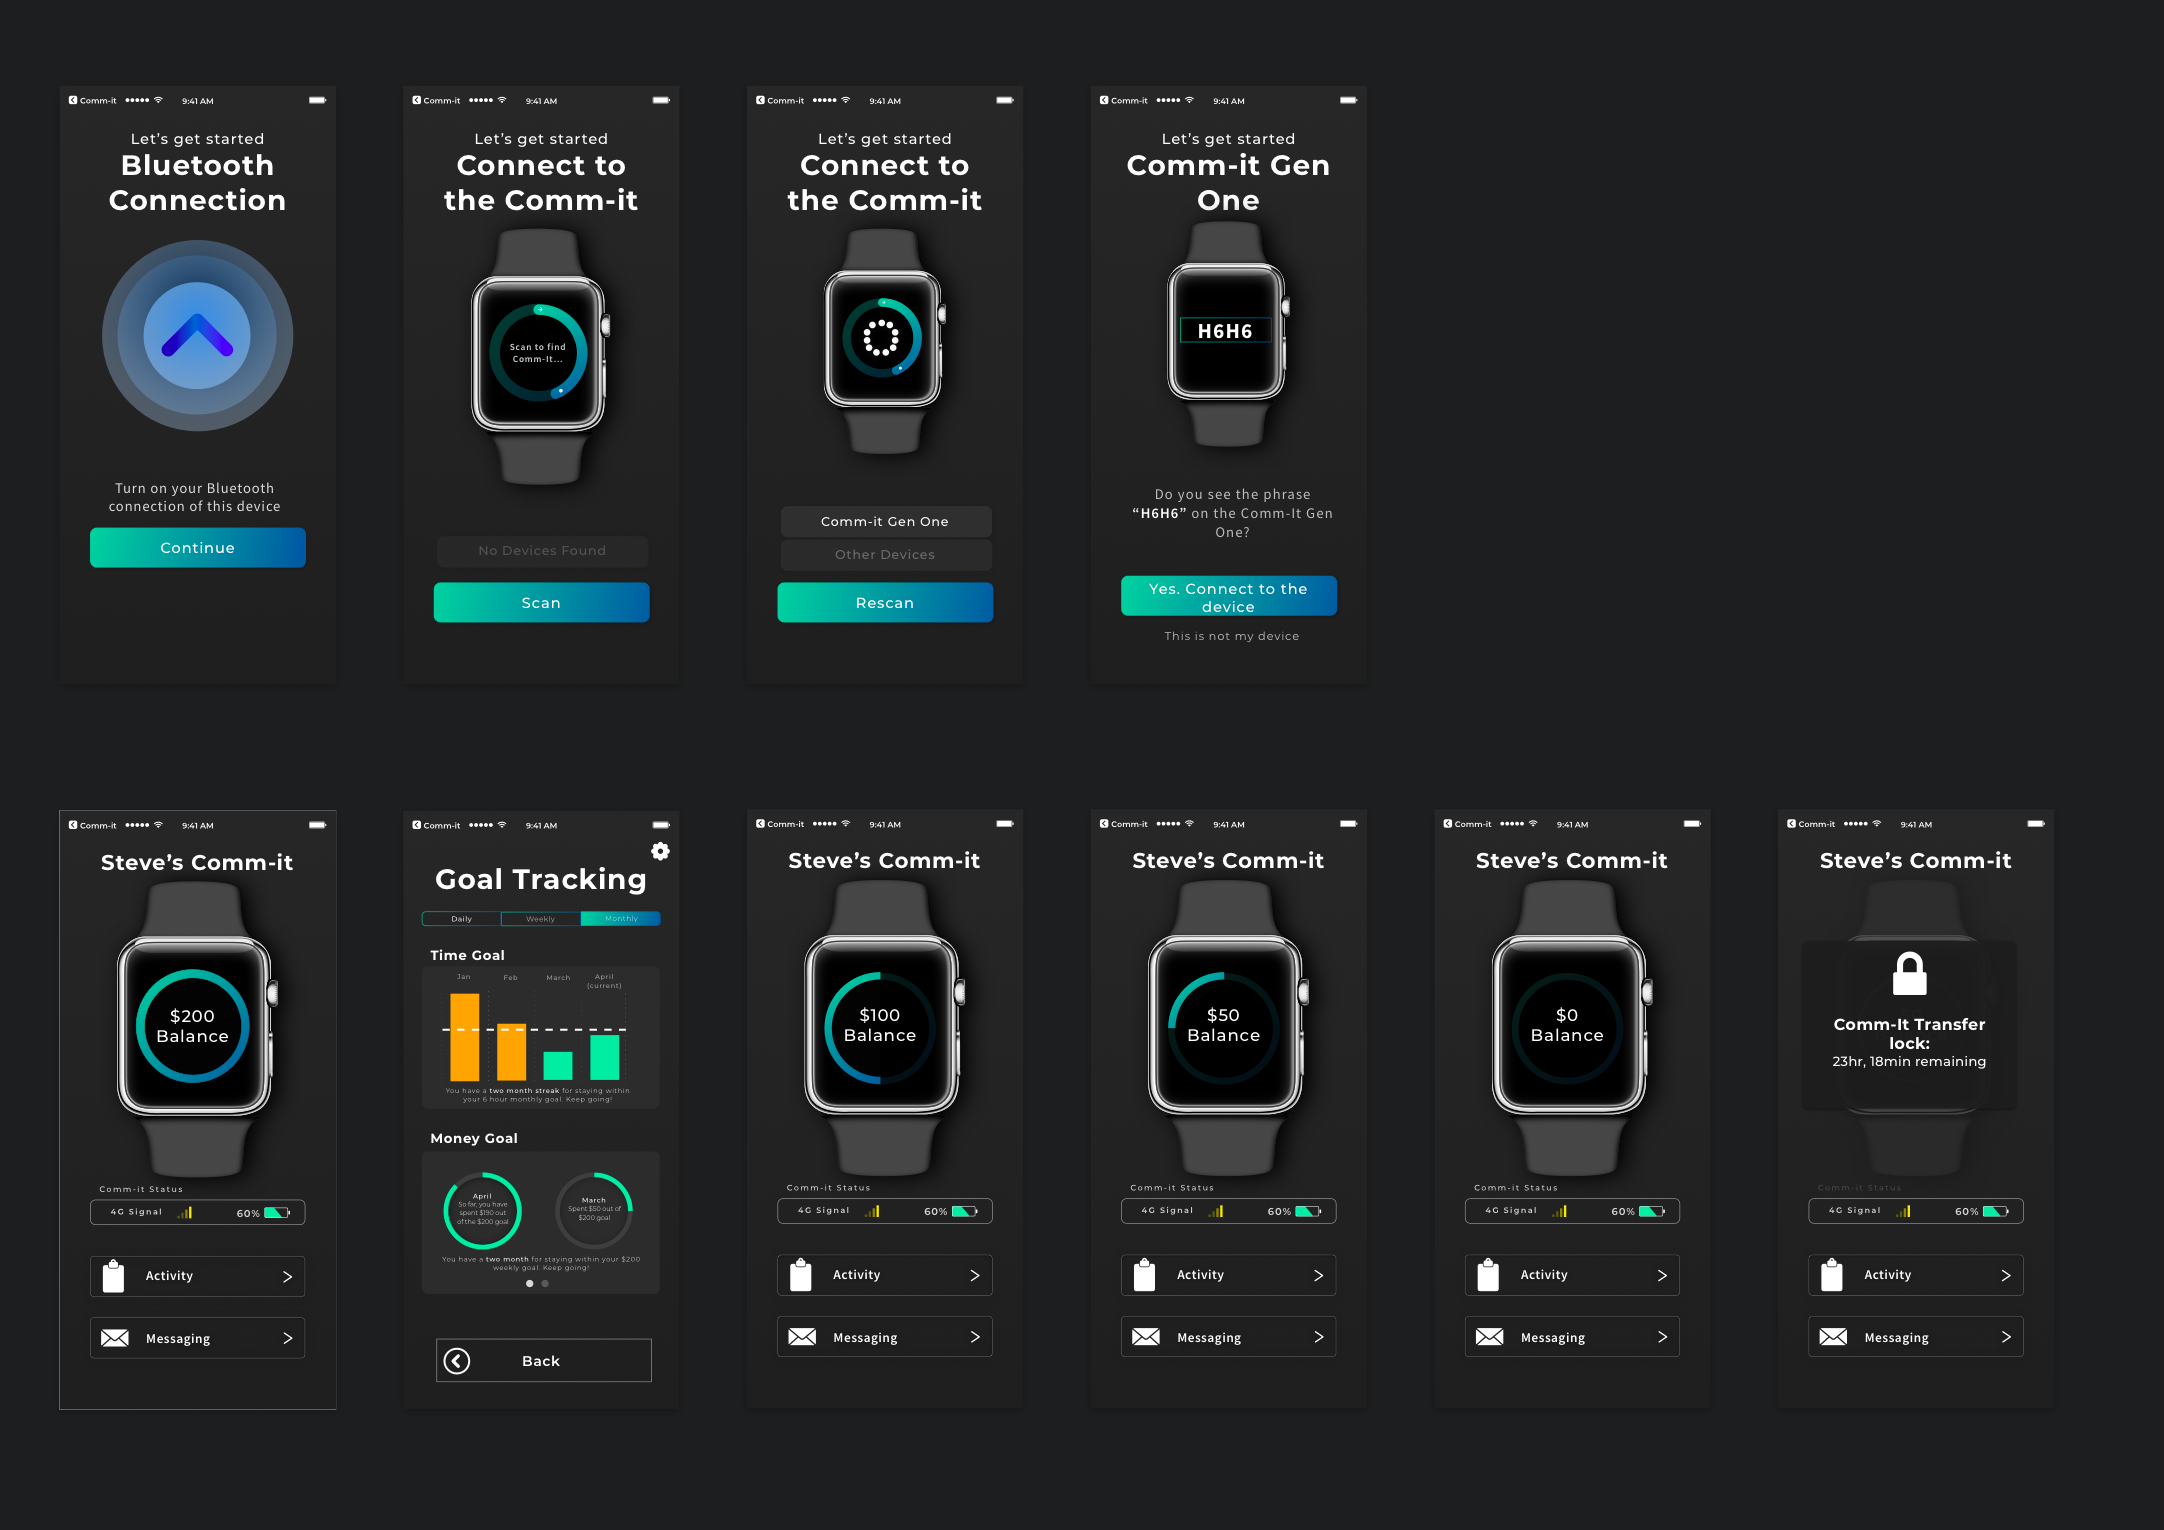 Comm-it 9:41 AM
Let's get started
Bluetooth
Connection
Turn on your Bluetooth
connection of this device
Continue
Comm-it 9:41 AM
Let's get started
Connect to
the Comm-it
Scan to find
Comm-It...
No Devices Found
Scan
Comm-it 9:41 AM
Let's get started
Connect to
the Comm-it
Comm-it Gen One
Other Devices
Rescan
Comm-it 9:41 AM
Let's get started
Comm-it Gen
One
H6H6
Do you see the phrase
“H6H6” on the Comm-It Gen
One?
Yes. Connect to the
device
This is not my device
Comm-it 9:41 AM
Steve’s Comm-it
$200
Balance
Comm-it Status
4G Signal 60%
Activity
Messaging
Comm-it 9:41 AM
Goal Tracking
Daily Weekly Monthly
Time Goal
Jan Feb March April
(current)
You have a two month streak for staying within
your 6 hour monthly goal. Keep going!
Money Goal
April
So far, you have
spent $190 out
of the $200 goal
March
Spent $50 out of
$200 goal
You have a two month for staying within your $200
weekly goal. Keep going!
Back
Comm-it 9:41 AM
Steve’s Comm-it
$100
Balance
Comm-it Status
4G Signal 60%
Activity
Messaging
Comm-it 9:41 AM
Steve’s Comm-it
$50
Balance
Comm-it Status
4G Signal 60%
Activity
Messaging
Comm-it 9:41 AM
Steve’s Comm-it
$0
Balance
Comm-it Status
4G Signal 60%
Activity
Messaging
Comm-it 9:41 AM
Steve’s Comm-it
Comm-It Transfer
lock:
23hr, 18min remaining
Comm-it Status
4G Signal 60%
Activity
Messaging